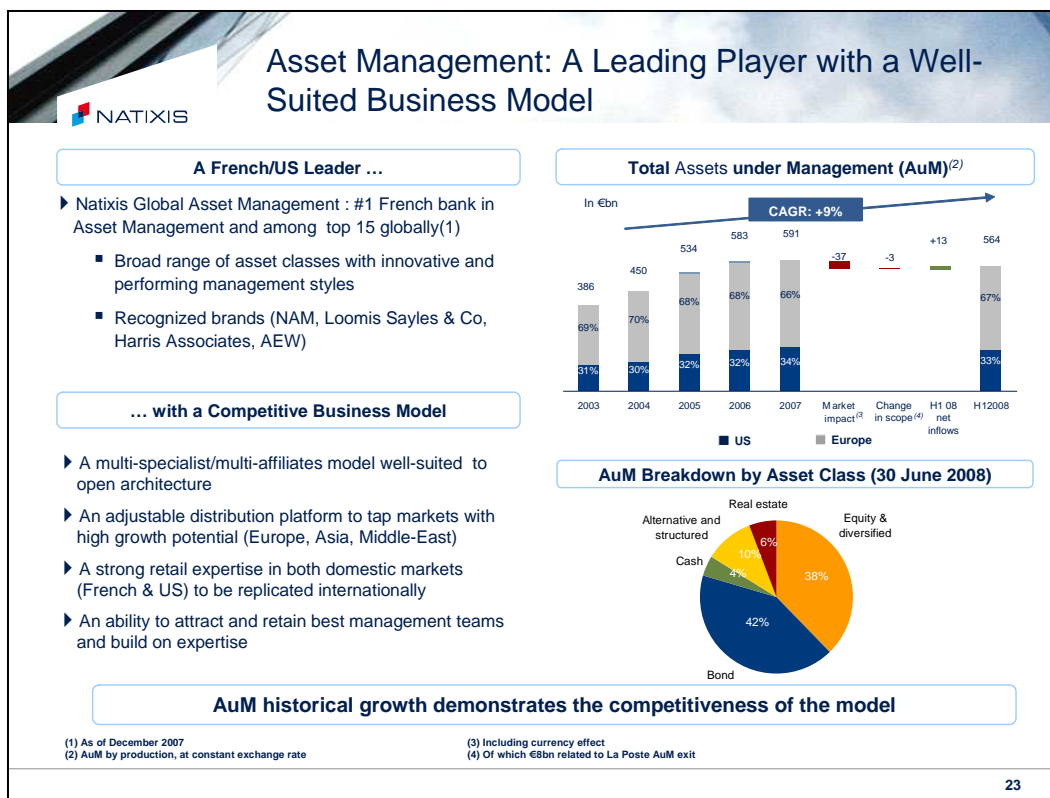 Asset Management: A Leading Player with a Well-
Suited Business Model
NATIXIS
A French/US Leader …
Natixis Global Asset Management : #1 French bank in
Asset Management and among top 15 globally(1)
Broad range of asset classes with innovative and
performing management styles
Recognized brands (NAM, Loomis Sayles & Co,
Harris Associates, AEW)
… with a Competitive Business Model
A multi-specialist/multi-affiliates model well-suited to
open architecture
An adjustable distribution platform to tap markets with
high growth potential (Europe, Asia, Middle-East)
A strong retail expertise in both domestic markets
(French & US) to be replicated internationally
An ability to attract and retain best management teams
and build on expertise
Total Assets under Management (AuM)(2)
In €bn
CAGR: +9%
386
450
534
583
591
-37
-3
+13
564
69%
70%
68%
68%
66%
67%
31%
30%
32%
32%
34%
33%
2003
2004
2005
2006
2007
Market
impact(3)
Change
in scope(4)
H1 08
net
inflows
H12008
US
Europe
AuM Breakdown by Asset Class (30 June 2008)
Real estate
Alternative and
structured
Cash
Equity &
diversified
Bond
6%
10%
4%
38%
42%
AuM historical growth demonstrates the competitiveness of the model
(1) As of December 2007
(2) AuM by production, at constant exchange rate
(3) Including currency effect
(4) Of which €8bn related to La Poste AuM exit
23